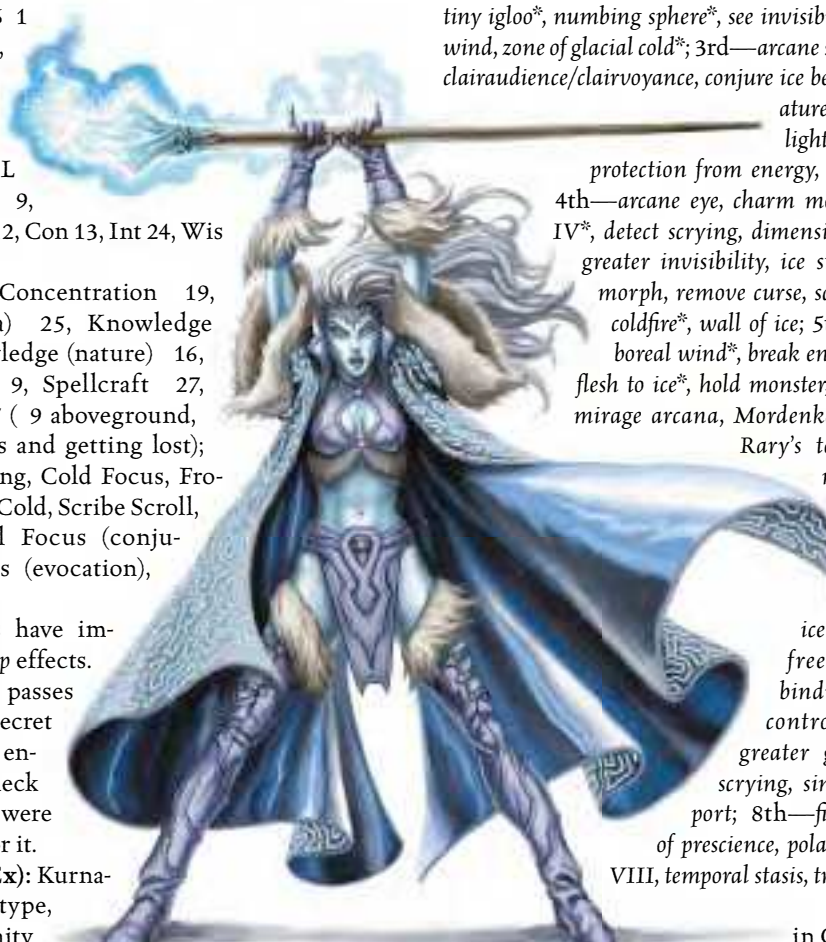 1
,
L
9,
2, Con 13, Int 24, Wis
Concentration 19,
a) 25, Knowledge
ledge (nature) 16,
9, Spellcraft 27,
( 9 aboveground,
s and getting lost);
ng, Cold Focus, Fro-
Cold, Scribe Scroll,
l Focus (conju-
s (evocation),
have im-
p effects.
passes
ecret
en-
eck
were
r it.
Ex): Kurna-
type,
nity
tiny igloo*, numbing sphere*, see invisib
wind, zone of glacial cold*; 3rd—arcane
clairaudience/clairvoyance, conjure ice be
ature
light
protection from energy,
4th—arcane eye, charm mo
IV*, detect scrying, dimensi
greater invisibility, ice s
morph, remove curse, sc
coldfire*, wall of ice; 5
boreal wind*, break en
flesh to ice*, hold monster,
mirage arcana, Mordenk
Rary's te
ice
free
bind
contro
greater g
scrying, sim
port; 8th—fi
of prescience, pola
VIII, temporal stasis, tr
in C